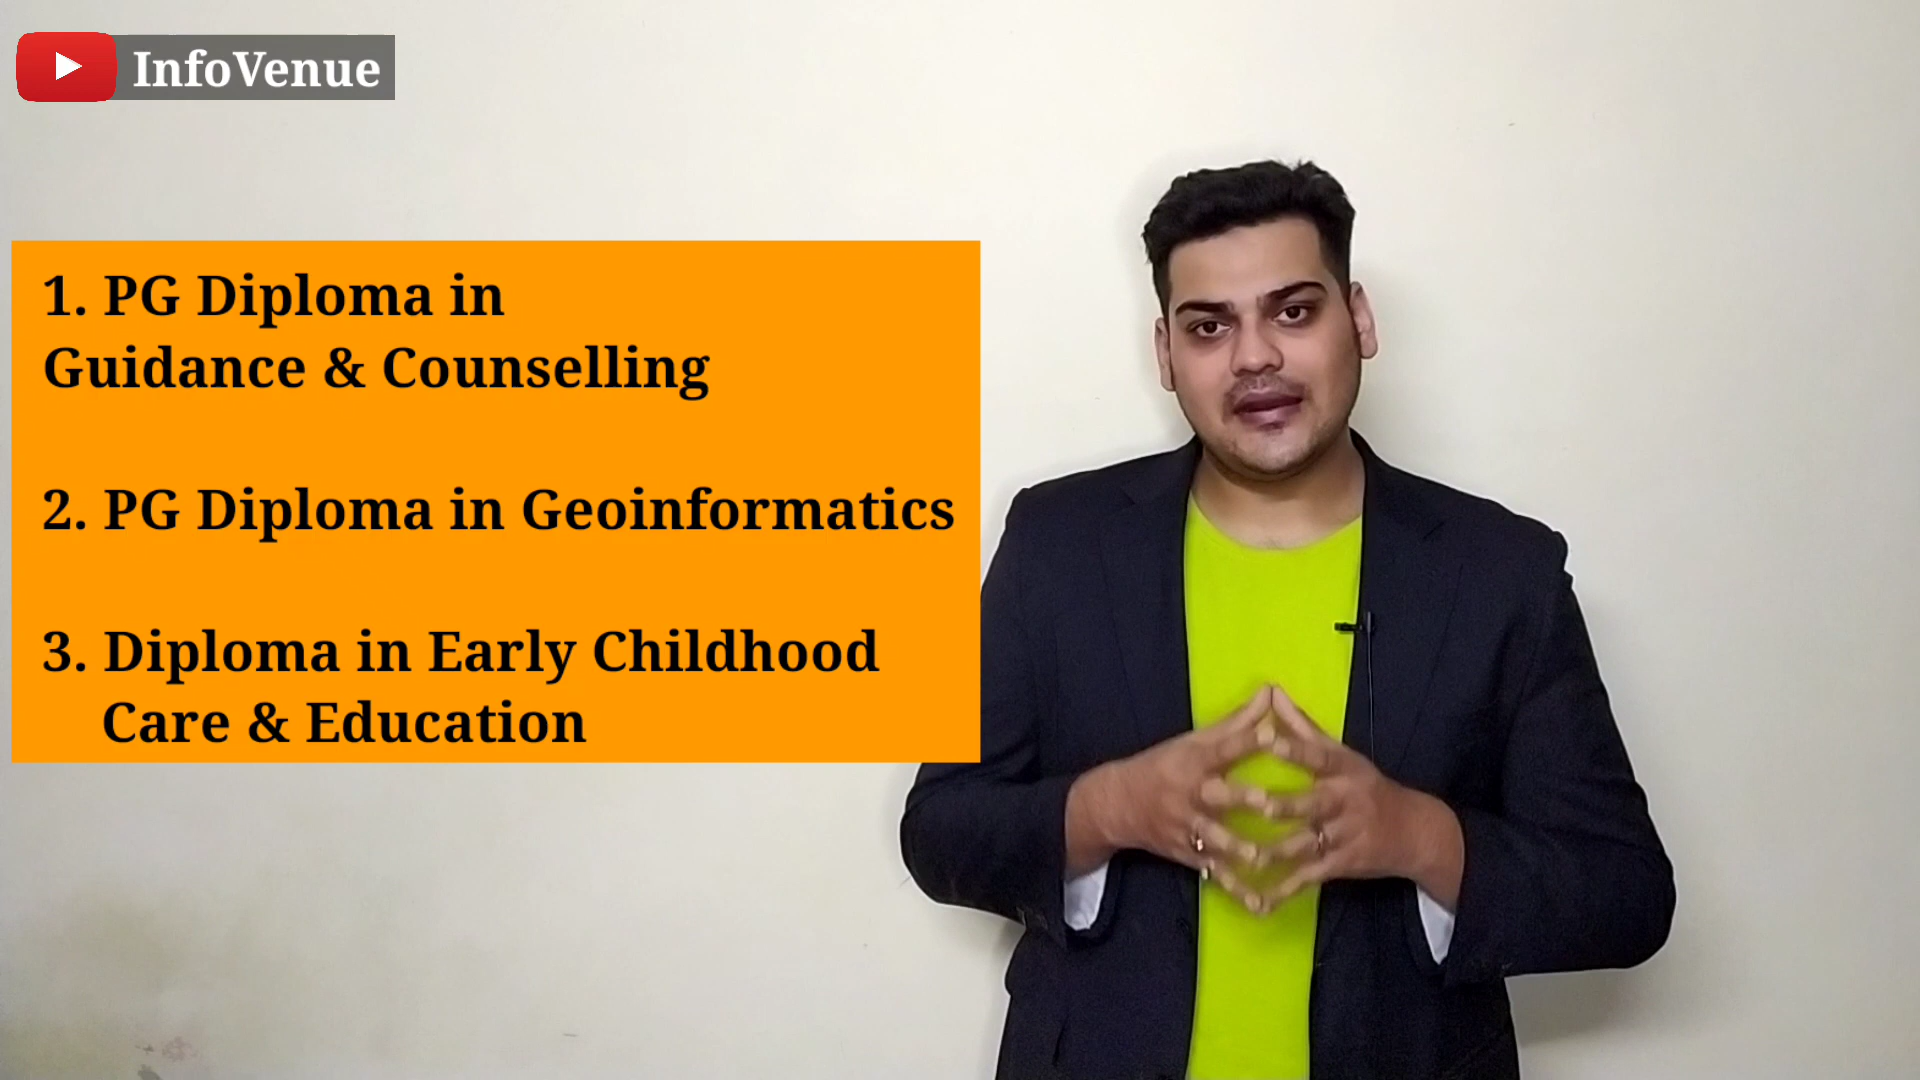 InfoVenue
1. PG Diploma in
Guidance & Counselling
2. PG Diploma in Geoinformatics
3. Diploma in Early Childhood
Care & Education